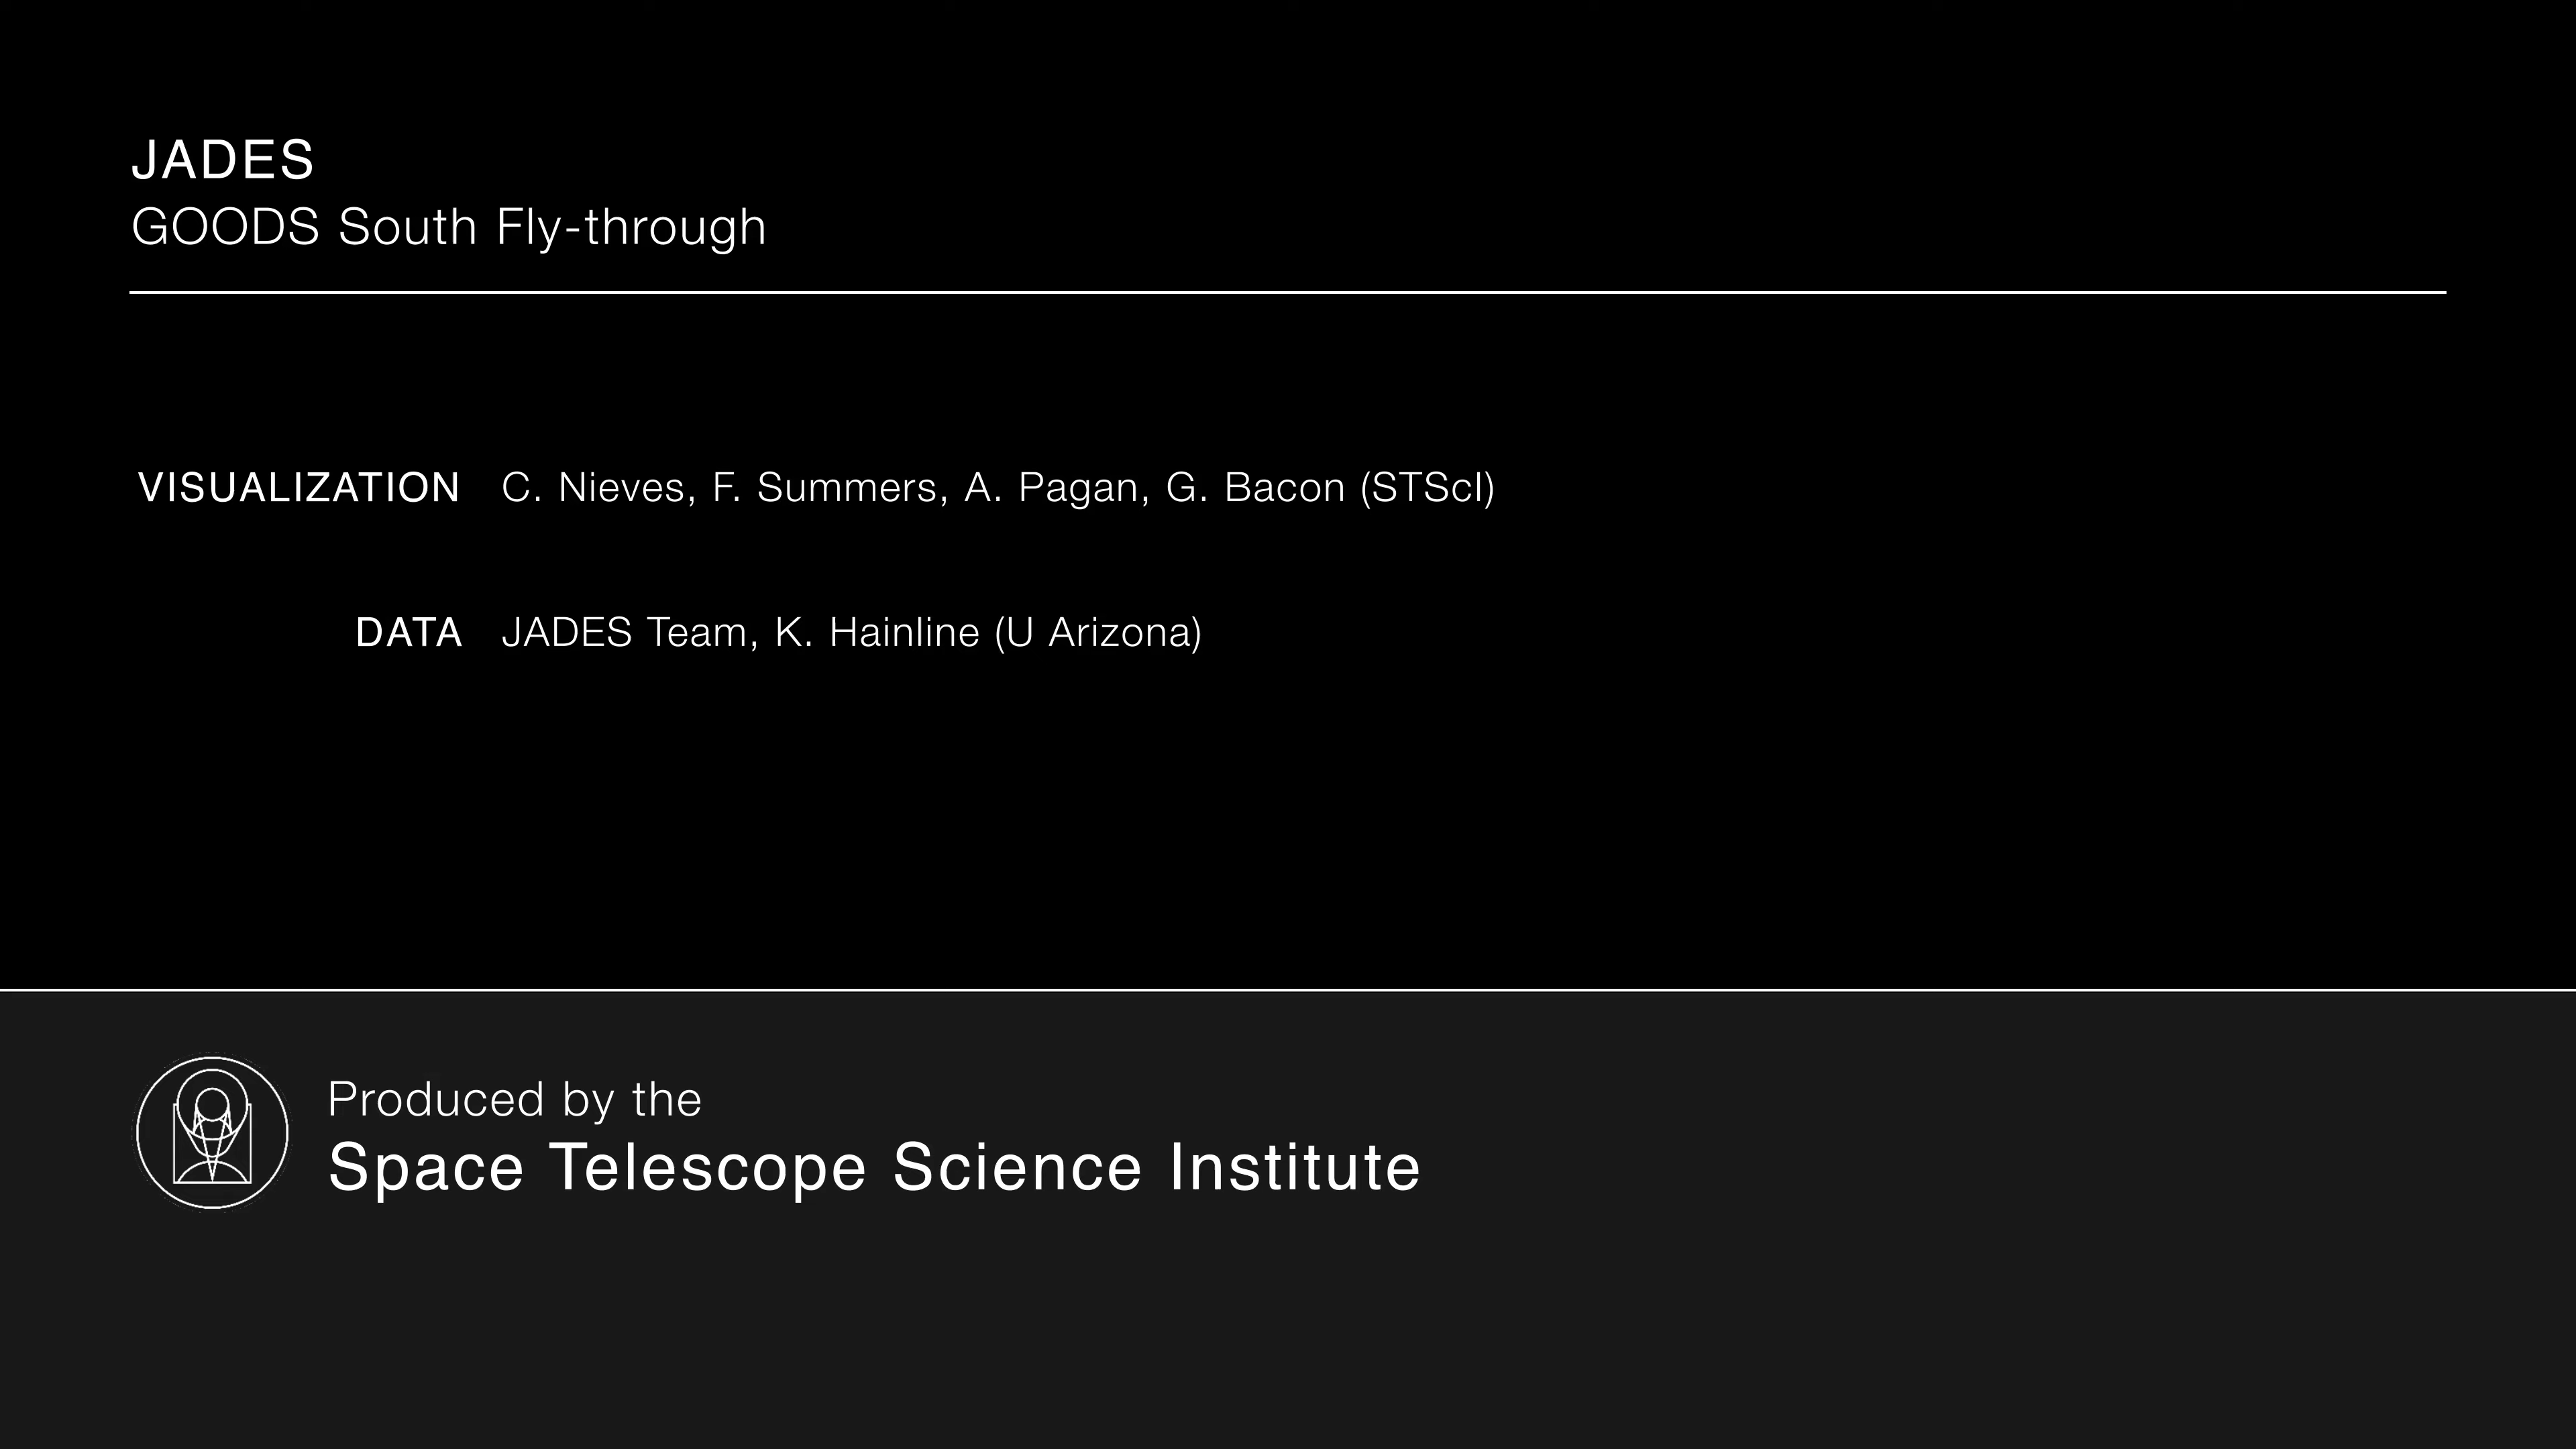 JADES
GOODS South Fly-through
VISUALIZATION C. Nieves, F. Summers, A. Pagan, G. Bacon (STScI)
DATA JADES Team, K. Hainline (U Arizona)
Produced by the
Space Telescope Science Institute